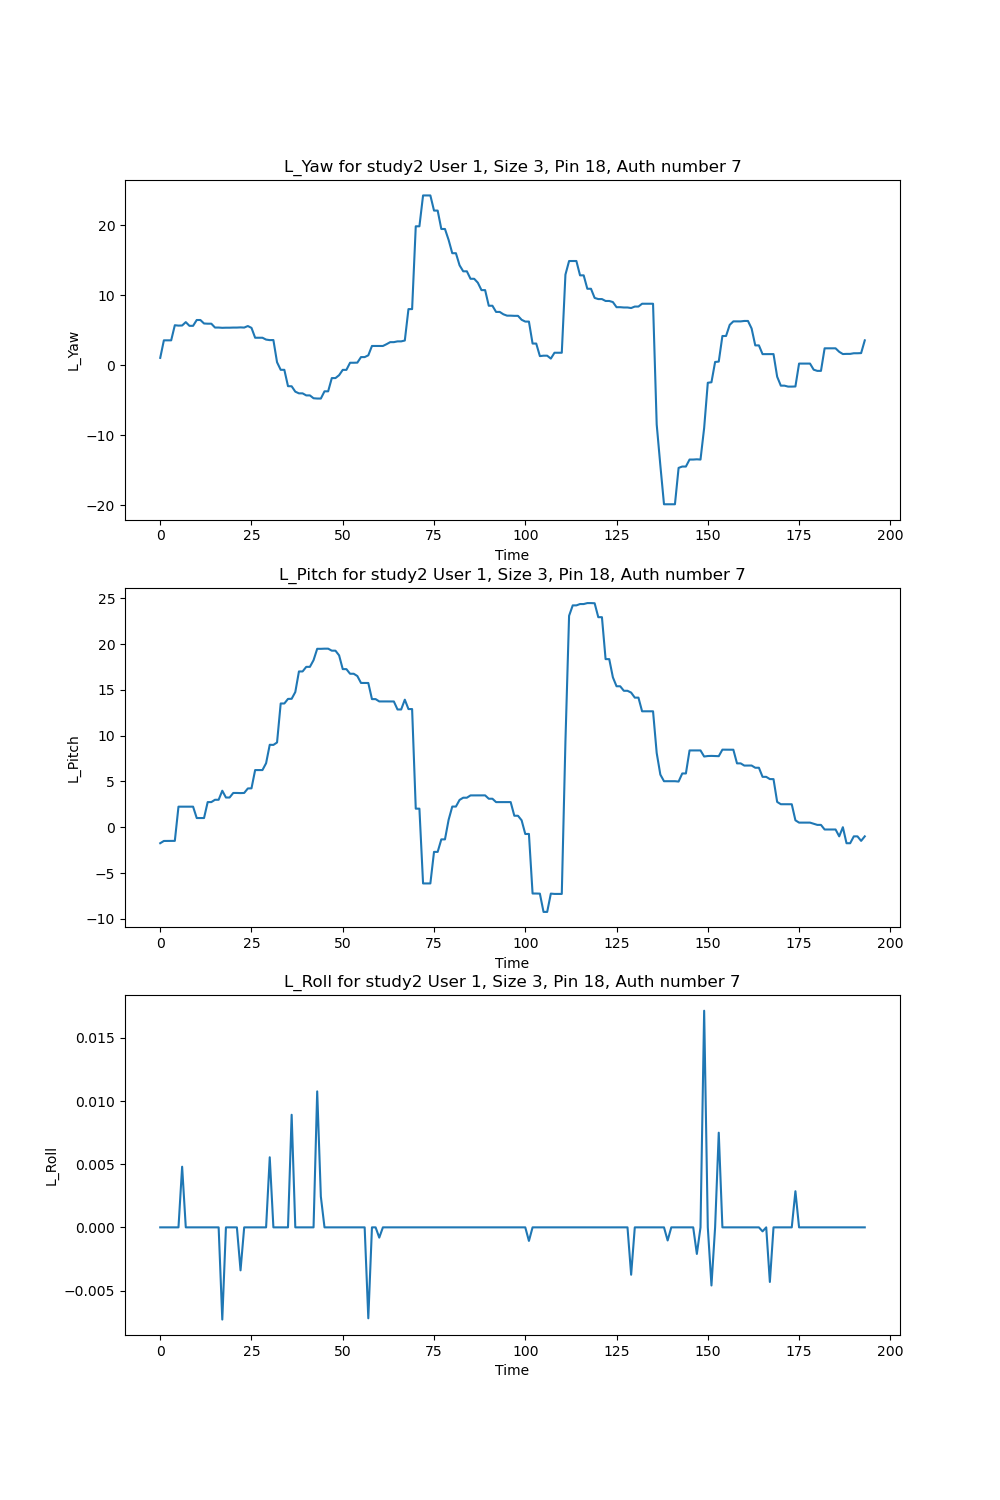 L_Yaw for study2 User 1, Size 3, Pin 18, Auth number 7
20
10
0
−10
−20
L_Yaw
0 25 50 75 100 125 150 175 200
Time
L_Pitch for study2 User 1, Size 3, Pin 18, Auth number 7
25
20
15
10
5
0
−5
−10
L_Pitch
0 25 50 75 100 125 150 175 200
Time
L_Roll for study2 User 1, Size 3, Pin 18, Auth number 7
0.015
0.010
0.005
0.000
−0.005
L_Roll
0 25 50 75 100 125 150 175 200
Time